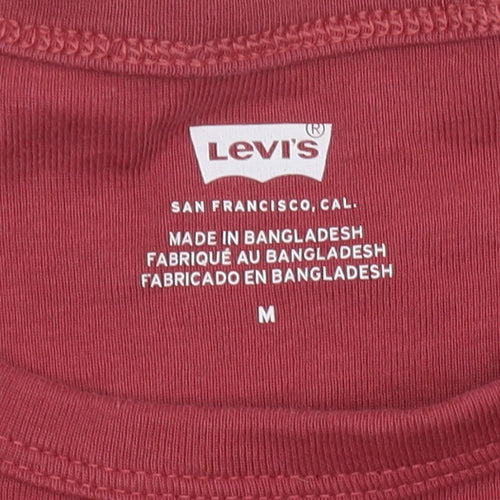 LEVI'S ®
SAN FRANCISCO, CAL.
MADE IN BANGLADESH
FABRIQUÉ AU BANGLADESH
FABRICADO EN BANGLADESH
M